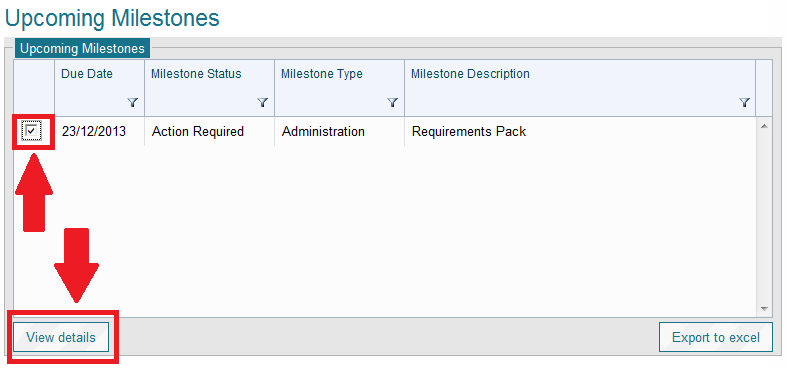 Upcoming Milestones
Upcoming Milestones
Due Date Milestone Status Milestone Type Milestone Description
23/12/2013 Action Required Administration Requirements Pack
View details Export to excel